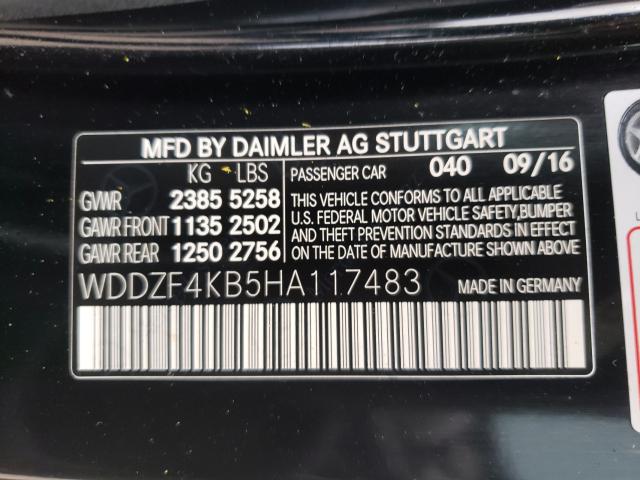 MFD BY DAIMLER AG STUTTGART
KG LBS
PASSENGER CAR 040 09/16
GVWR 2385 5258
GAWR FRONT 1135 2502
GAWR REAR 1250 2756
THIS VEHICLE CONFORMS TO ALL APPLICABLE
U.S. FEDERAL MOTOR VEHICLE SAFETY,BUMPER
AND THEFT PREVENTION STANDARDS IN EFFECT
ON THE DATE OF MANUFACTURE SHOWN ABOVE.
WDDZF4KB5HA117483
MADE IN GERMANY